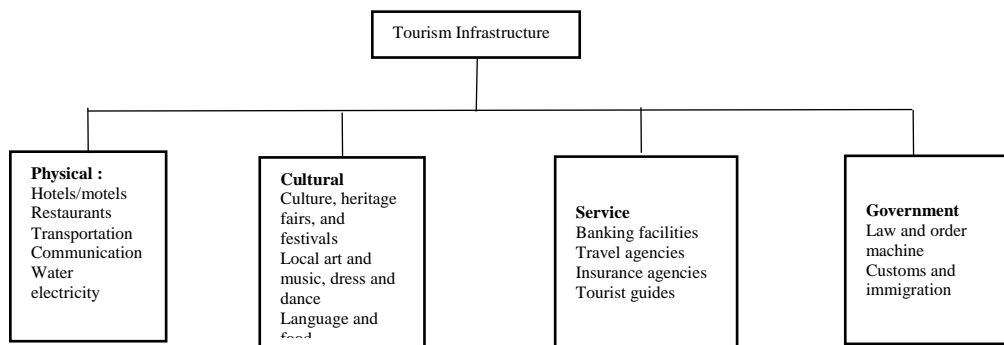 Tourism Infrastructure
Physical :
Hotels/motels
Restaurants
Transportation
Communication
Water
electricity
Cultural
Culture, heritage
fairs, and
festivals
Local art and
music, dress and
dance
Language and
food
Service
Banking facilities
Travel agencies
Insurance agencies
Tourist guides
Government
Law and order
machine
Customs and
immigration